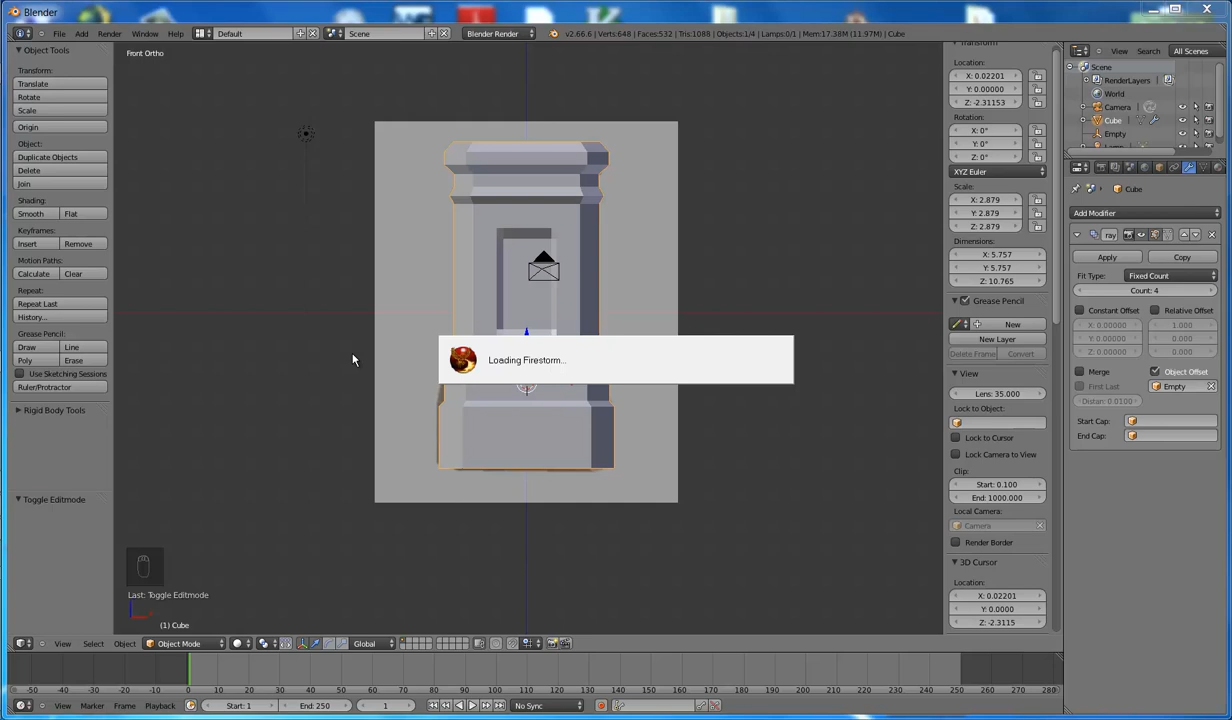 Blender
File Add Render Window Help Default Scene Blender Render v2.66.6 | Verts:648 | Faces:532 | Tris:1088 | Objects:1/4 | Lamps:0/1 | Mem:17.38M (11.97M) | Cube
Object Tools
Transform:
Translate
Rotate
Scale
Origin
Object:
Duplicate Objects
Delete
Join
Shading:
Smooth Flat
Keyframes:
Insert Remove
Motion Paths:
Calculate Clear
Repeat:
Repeat Last
History...
Grease Pencil:
Draw Line
Poly Erase
Use Sketching Sessions
Ruler/Protractor
Rigid Body Tools
Toggle Editmode
Front Ortho
Loading Firestorm...
Last: Toggle Editmode
(1) Cube
Transform
Location:
X: 0.02201
Y: 0.00000
Z: -2.31153
Rotation:
X: 0°
Y: 0°
Z: 0°
XYZ Euler
Scale:
X: 2.879
Y: 2.879
Z: 2.879
Dimensions:
X: 5.757
Y: 5.757
Z: 10.765
Grease Pencil
New
New Layer
Delete Frame Convert
View
Lens: 35.000
Lock to Object:
Lock to Cursor
Lock Camera to View
Clip:
Start: 0.100
End: 1000.000
Local Camera:
Camera
Render Border
3D Cursor
Location:
X: 0.02201
Y: 0.0000
Z: -2.3115
View Search All Scenes
Scene
RenderLayers
World
Camera
Cube
Empty
Cube
Add Modifier
ray
Apply Copy
Fit Type: Fixed Count
Count: 4
Constant Offset Relative Offset
X: 0.00000 1.000
Y: 0.00000 0.000
Z: 0.00000 0.000
Merge Object Offset
First Last Empty
Distan: 0.0100
Start Cap:
End Cap:
View Select Object Object Mode Global
-50 -40 -30 -20 -10 0 10 20 30 40 50 60 70 80 90 100 110 120 130 140 150 160 170 180 190 200 210 220 230 240 250 260 270 280
View Marker Frame Playback Start: 1 End: 250 1 No Sync